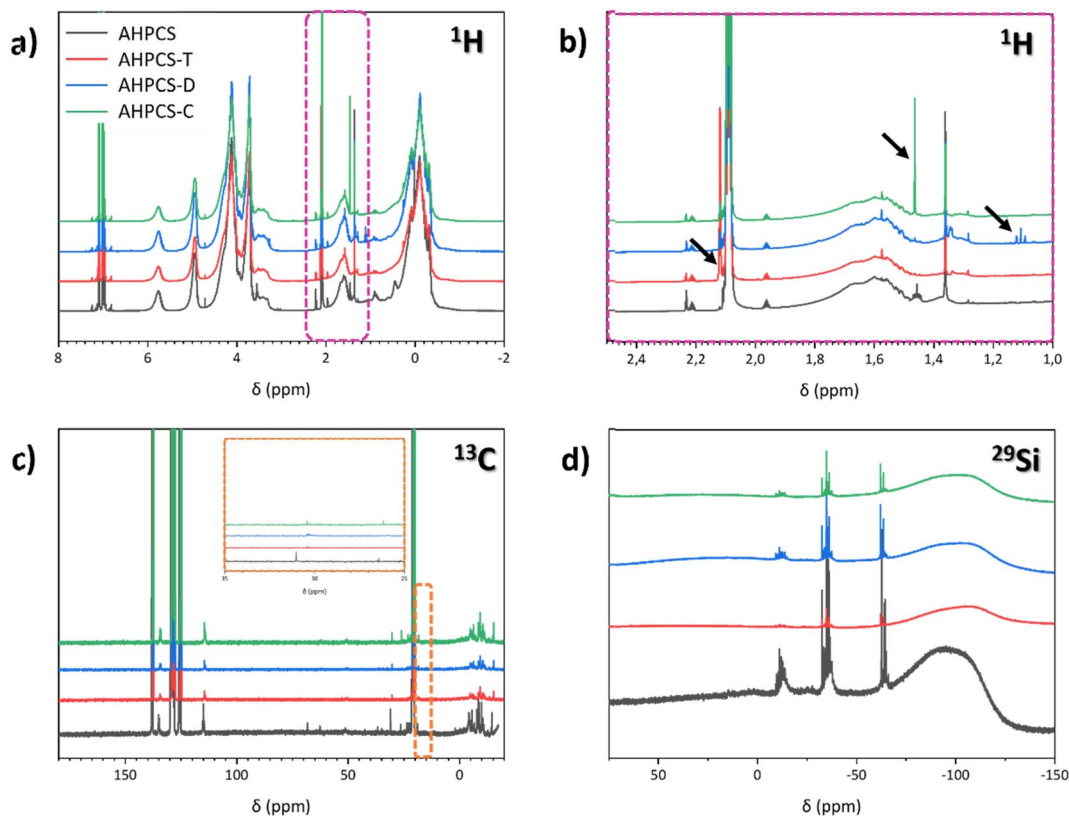 a)
¹H
AHPCS
AHPCS-T
AHPCS-D
AHPCS-C
8 6 4 2 0 -2
δ (ppm)
b)
¹H
2,4 2,2 2,0 1,8 1,6 1,4 1,2 1,0
δ (ppm)
c)
¹³C
35 30 25
δ (ppm)
150 100 50 0
δ (ppm)
d)
²⁹Si
50 0 -50 -100 -150
δ (ppm)